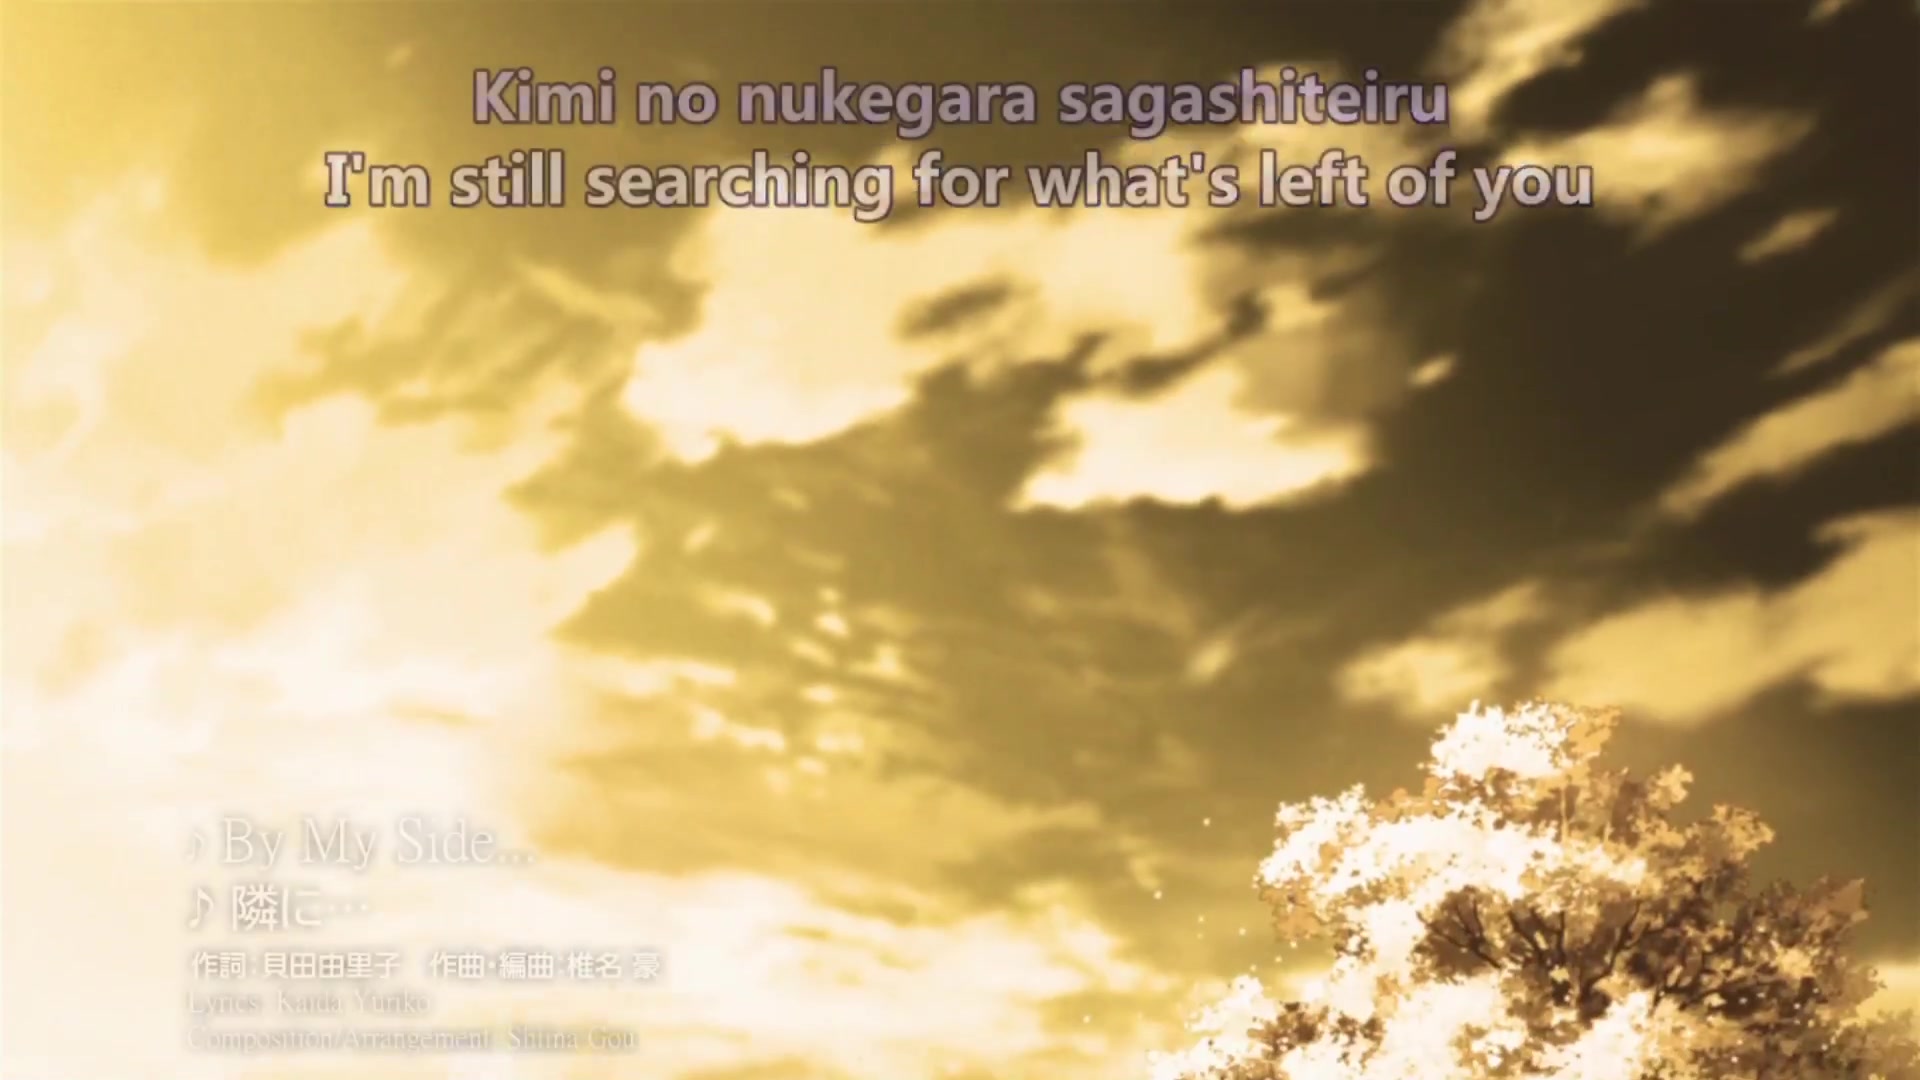 Kimi no nukegara sagashiteiru
I'm still searching for what's left of you
♪ By My Side...
♪ 隣に…
作詞:貝田由里子 作曲・編曲:椎名 豪
Lyrics: Kaida Yuriko
Composition/Arrangement: Shiina Gou